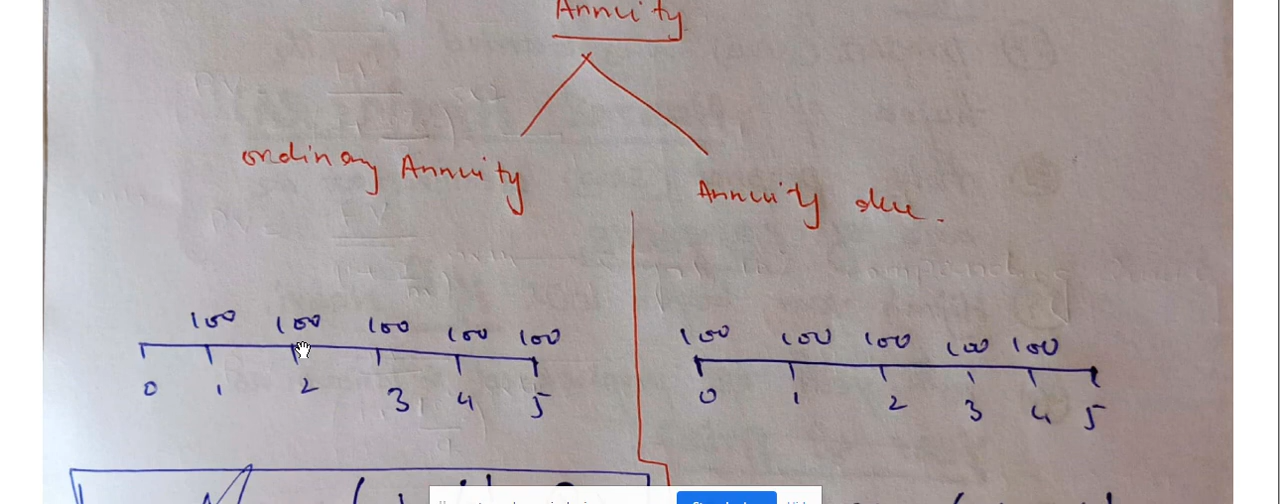 Annuity
ordinary Annuity
Annuity due.
100 100 100 100 100
0 1 2 3 4 5
100 100 100 100 100
0 1 2 3 4 5